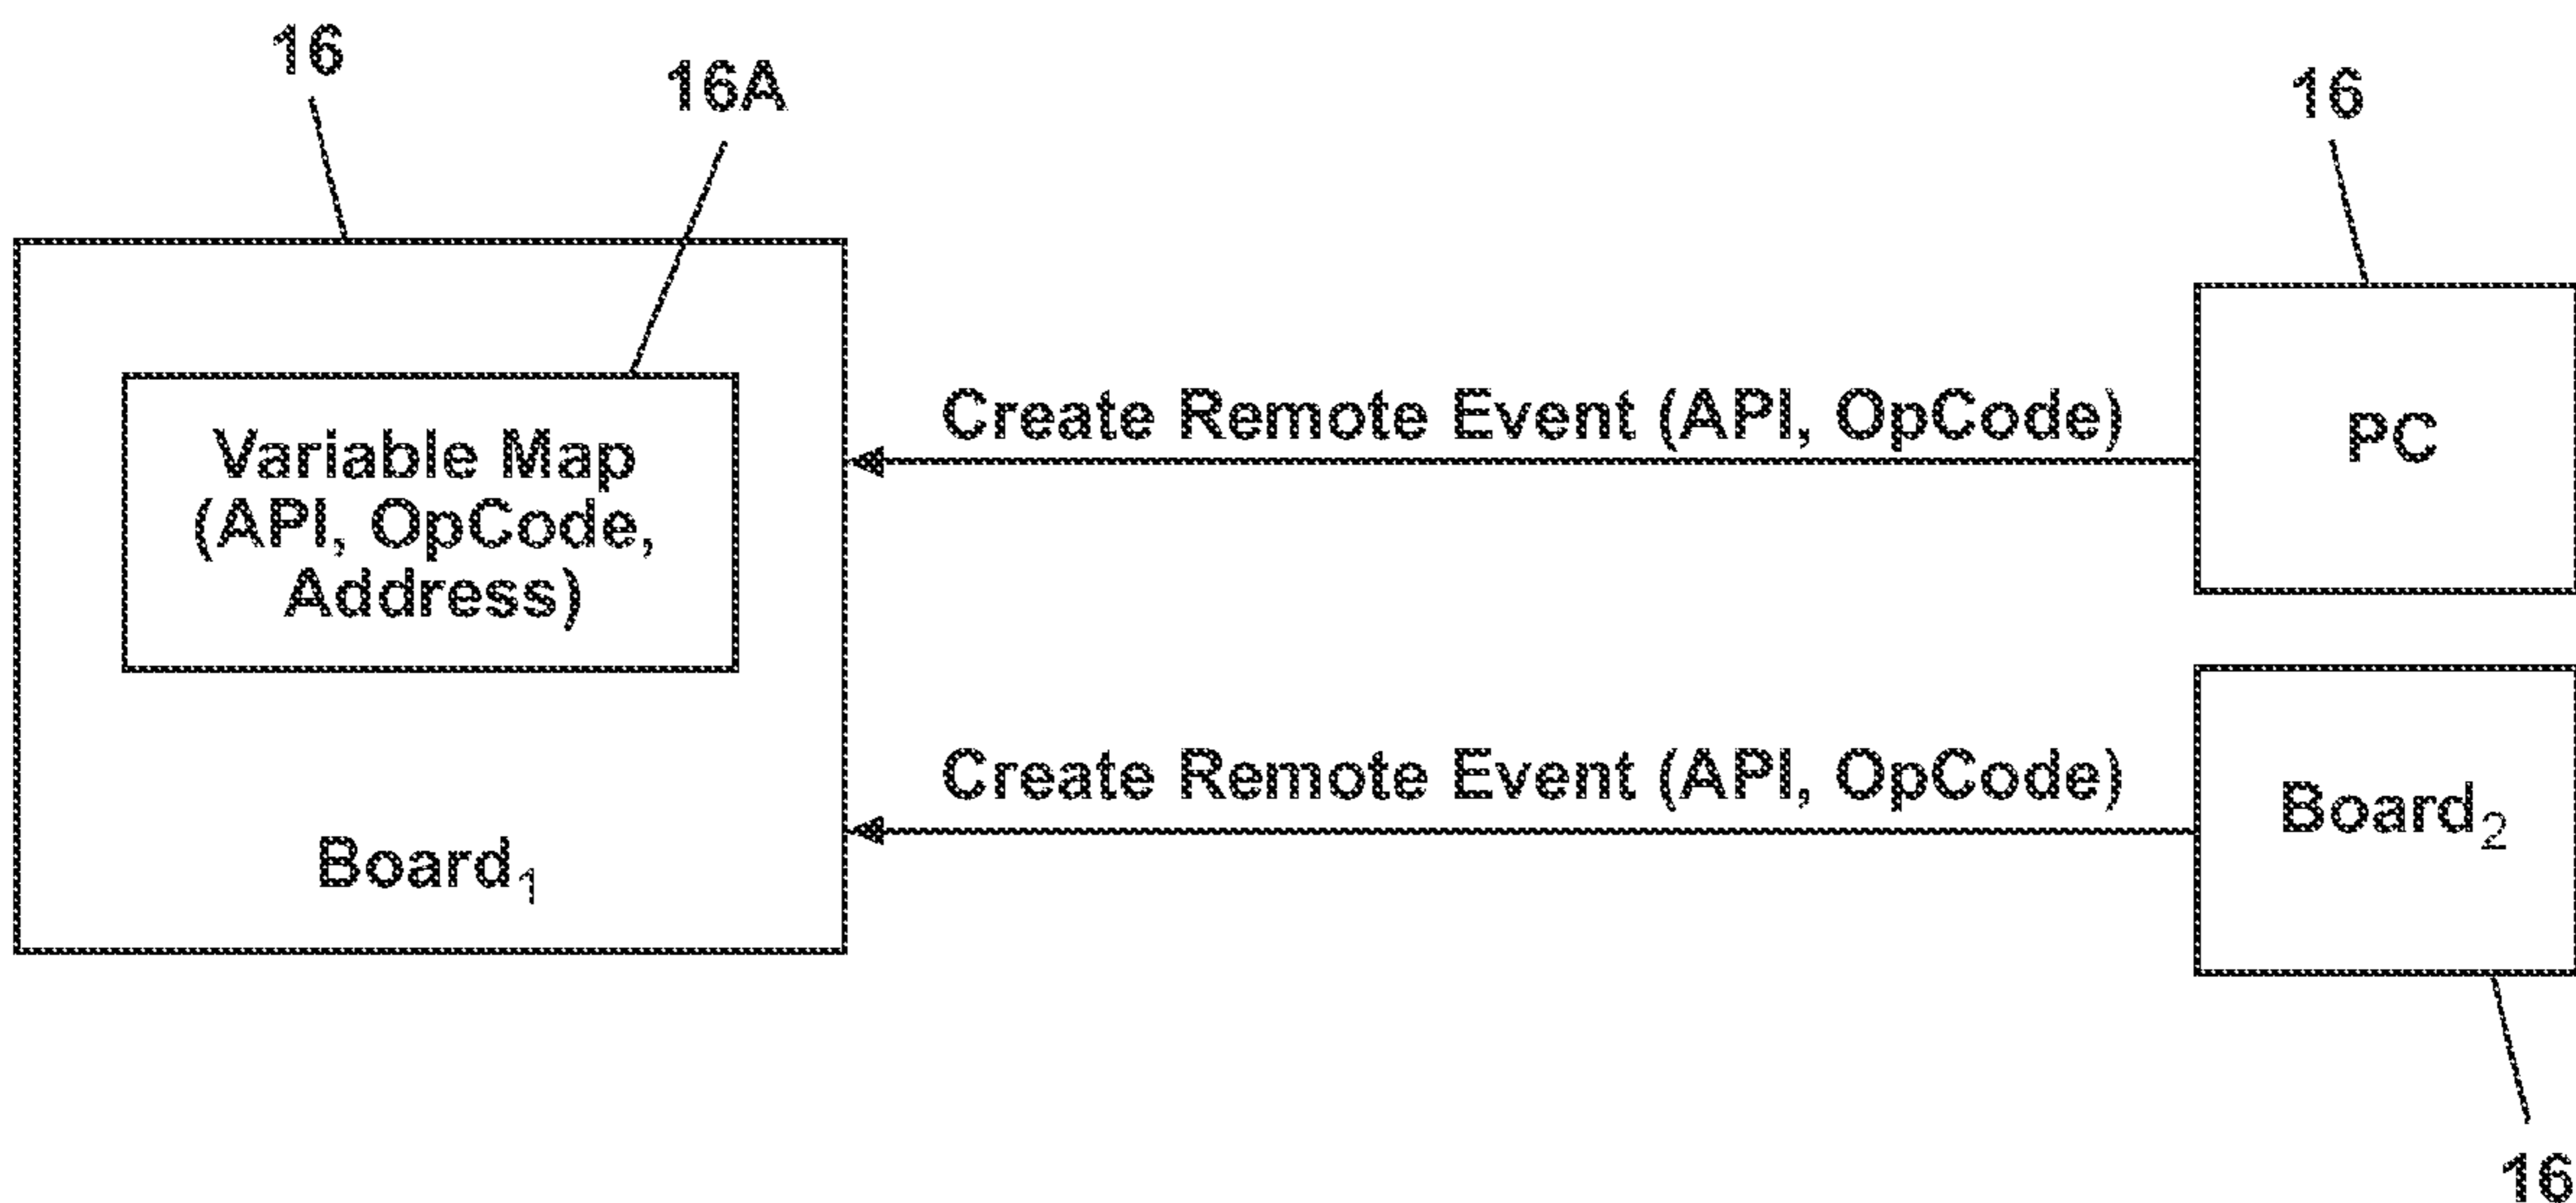 16
16A
16
Variable Map
(API, OpCode,
Address)
Board1
Create Remote Event (API, OpCode)
PC
Create Remote Event (API, OpCode)
Board2
16